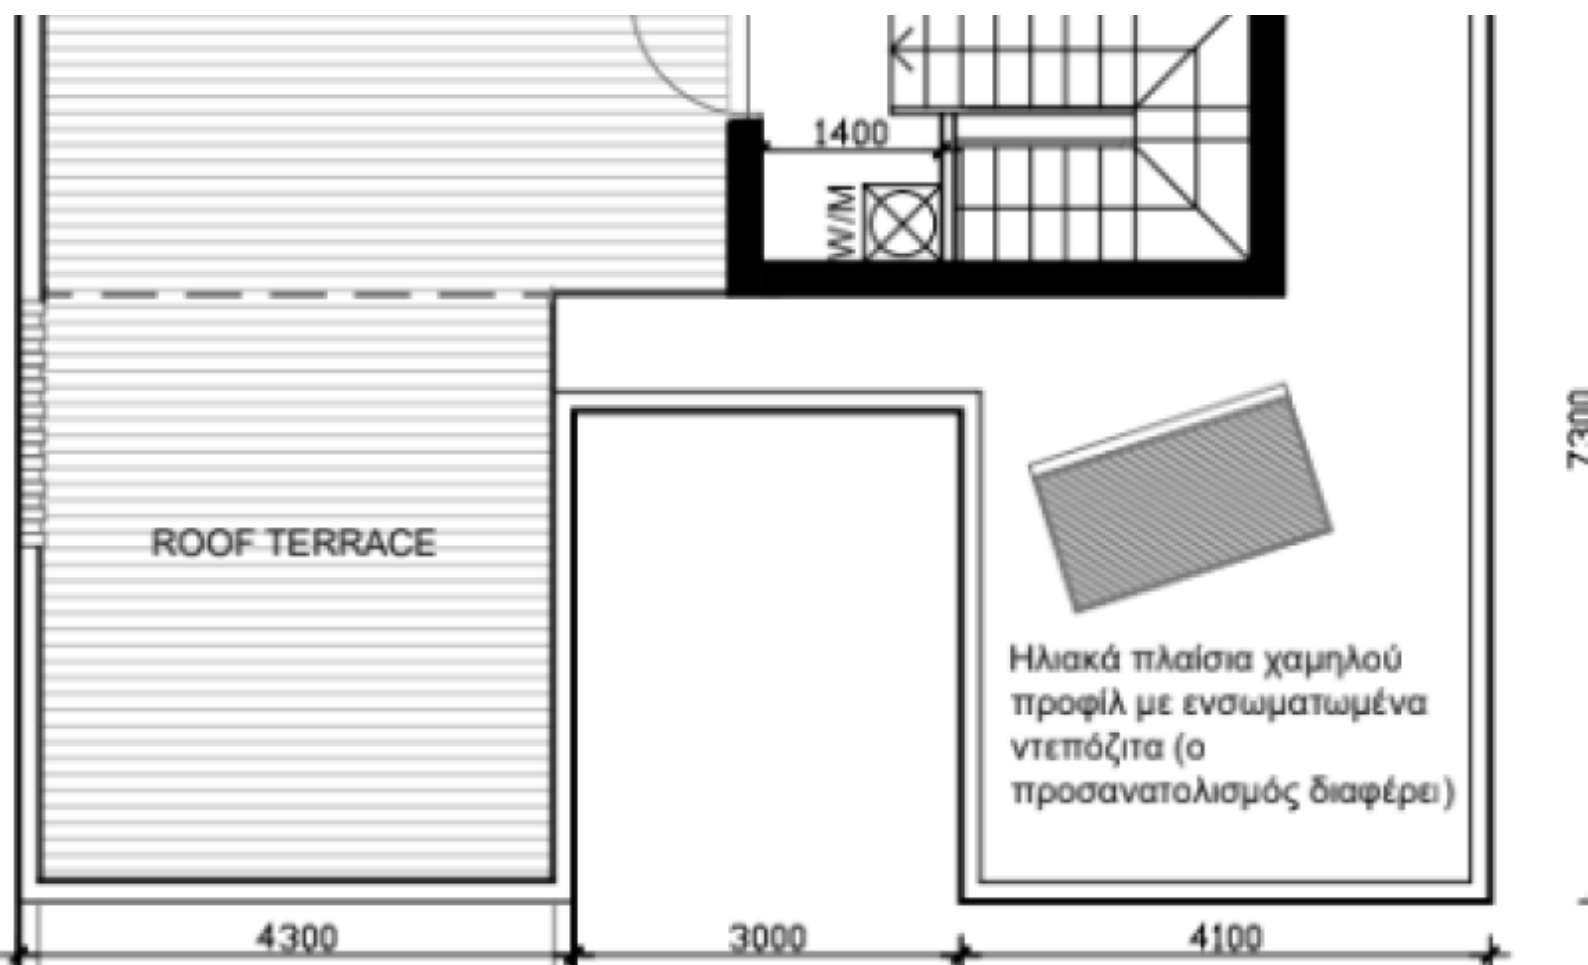 1400
W/M
7300
ROOF TERRACE
Ηλιακά πλαίσια χαμηλού
προφίλ με ενσωματωμένα
ντεπόζιτα (ο
προσανατολισμός διαφέρει)
4300
3000
4100